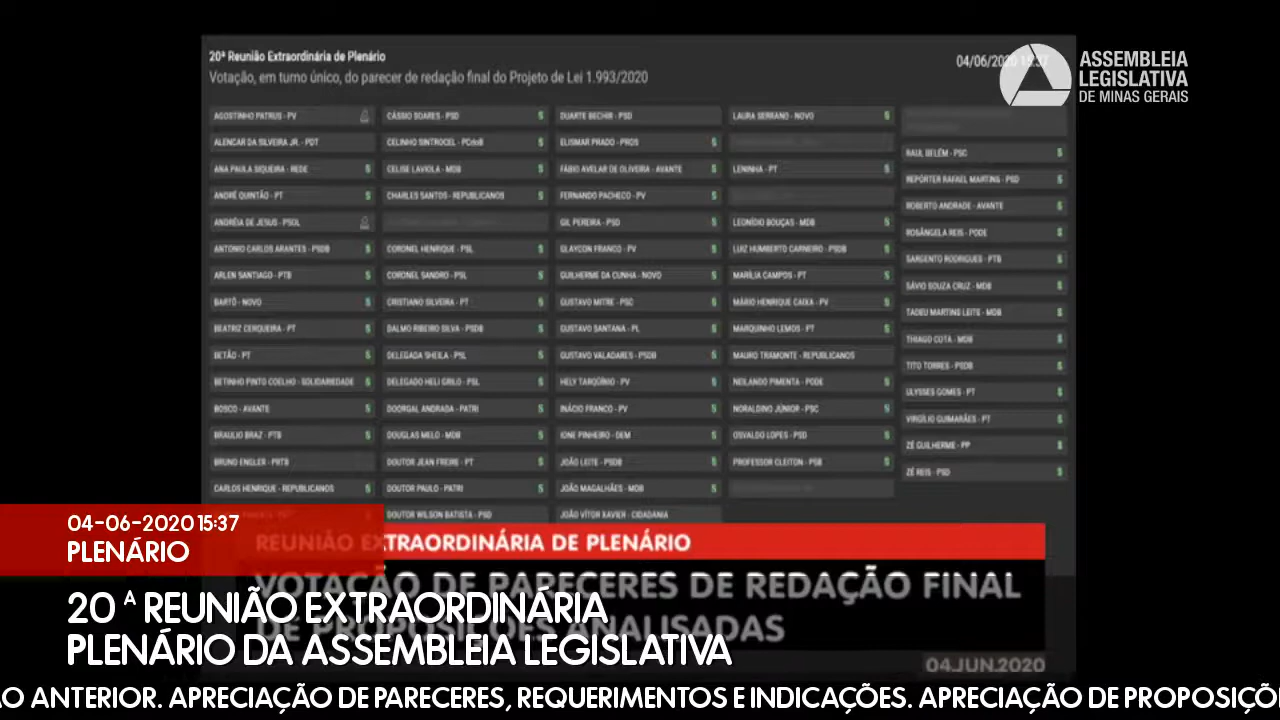 20ª Reunião Extraordinária de Plenário
Votação, em turno único, do parecer de redação final do Projeto de Lei 1.993/2020
04/06/2020 15:37
ASSEMBLEIA
LEGISLATIVA
DE MINAS GERAIS
AGOSTINHO PATRUS - PV
ALENCAR DA SILVEIRA JR. - PDT
ANA PAULA SIQUEIRA - REDE S
ANDRÉ QUINTÃO - PT S
ANDRÉIA DE JESUS - PSOL
ANTONIO CARLOS ARANTES - PSDB S
ARLEN SANTIAGO - PTB S
BARTÔ - NOVO S
BEATRIZ CERQUEIRA - PT S
BETÃO - PT S
BETINHO PINTO COELHO - SOLIDARIEDADE S
BOSCO - AVANTE S
BRAULIO BRAZ - PTB S
BRUNO ENGLER - PRTB
CARLOS HENRIQUE - REPUBLICANOS S
CÁSSIO SOARES - PSD S
CELINHO SINTROCEL - PCdoB S
CELISE LAVIOLA - MDB S
CHARLES SANTOS - REPUBLICANOS S
CORONEL HENRIQUE - PSL S
CORONEL SANDRO - PSL S
CRISTIANO SILVEIRA - PT S
DALMO RIBEIRO SILVA - PSDB S
DELEGADA SHEILA - PSL S
DELEGADO HELI GRILO - PSL S
DOORGAL ANDRADA - PATRI S
DOUGLAS MELO - MDB S
DOUTOR JEAN FREIRE - PT S
DOUTOR PAULO - PATRI S
DOUTOR WILSON BATISTA - PSD
DUARTE BECHIR - PSD
ELISMAR PRADO - PROS S
FÁBIO AVELAR DE OLIVEIRA - AVANTE S
FERNANDO PACHECO - PV S
GIL PEREIRA - PSD S
GLAYCON FRANCO - PV S
GUILHERME DA CUNHA - NOVO S
GUSTAVO MITRE - PSC S
GUSTAVO SANTANA - PL S
GUSTAVO VALADARES - PSDB S
HELY TARQÜÍNIO - PV S
INÁCIO FRANCO - PV S
IONE PINHEIRO - DEM S
JOÃO LEITE - PSDB S
JOÃO MAGALHÃES - MDB S
JOÃO VÍTOR XAVIER - CIDADANIA
LAURA SERRANO - NOVO S
LENINHA - PT S
LEONÍDIO BOUÇAS - MDB S
LUIZ HUMBERTO CARNEIRO - PSDB S
MARÍLIA CAMPOS - PT S
MÁRIO HENRIQUE CAIXA - PV S
MARQUINHO LEMOS - PT S
MAURO TRAMONTE - REPUBLICANOS
NEILANDO PIMENTA - PODE S
NORALDINO JÚNIOR - PSC S
OSVALDO LOPES - PSD S
PROFESSOR CLEITON - PSB S
RAUL BELÉM - PSC S
REPÓRTER RAFAEL MARTINS - PSD S
ROBERTO ANDRADE - AVANTE S
ROSÂNGELA REIS - PODE S
SARGENTO RODRIGUES - PTB S
SÁVIO SOUZA CRUZ - MDB S
TADEU MARTINS LEITE - MDB S
THIAGO COTA - MDB S
TITO TORRES - PSDB S
ULYSSES GOMES - PT S
VIRGÍLIO GUIMARÃES - PT S
ZÉ GUILHERME - PP S
ZÉ REIS - PSD S
REUNIÃO EXTRAORDINÁRIA DE PLENÁRIO
VOTAÇÃO DE PARECERES DE REDAÇÃO FINAL
DE PROPOSIÇÕES ANALISADAS
04.JUN.2020
04-06-2020 15:37
PLENÁRIO
20 ª REUNIÃO EXTRAORDINÁRIA
PLENÁRIO DA ASSEMBLEIA LEGISLATIVA
ÃO ANTERIOR. APRECIAÇÃO DE PARECERES, REQUERIMENTOS E INDICAÇÕES. APRECIAÇÃO DE PROPOSIÇÕ